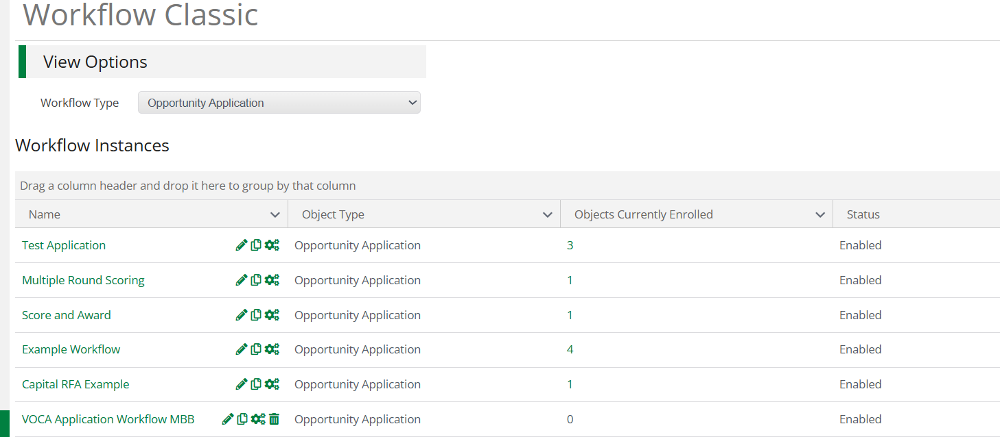 Workflow Classic
View Options
Workflow Type Opportunity Application
Workflow Instances
Drag a column header and drop it here to group by that column
Name Object Type Objects Currently Enrolled Status
Test Application Opportunity Application 3 Enabled
Multiple Round Scoring Opportunity Application 1 Enabled
Score and Award Opportunity Application 1 Enabled
Example Workflow Opportunity Application 4 Enabled
Capital RFA Example Opportunity Application 1 Enabled
VOCA Application Workflow MBB Opportunity Application 0 Enabled